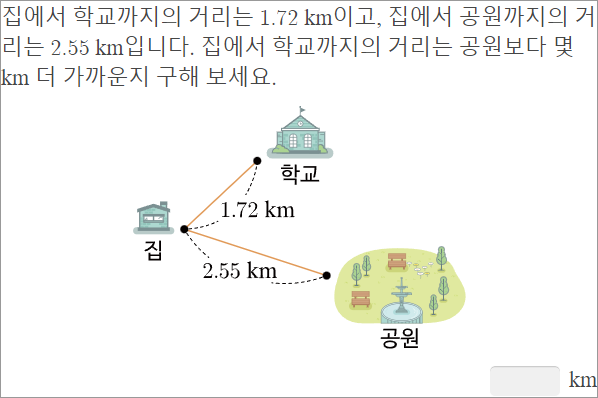 집에서 학교까지의 거리는 1.72 km이고, 집에서 공원까지의 거
리는 2.55 km입니다. 집에서 학교까지의 거리는 공원보다 몇
km 더 가까운지 구해 보세요.
학교
1.72 km
집
2.55 km
공원
km